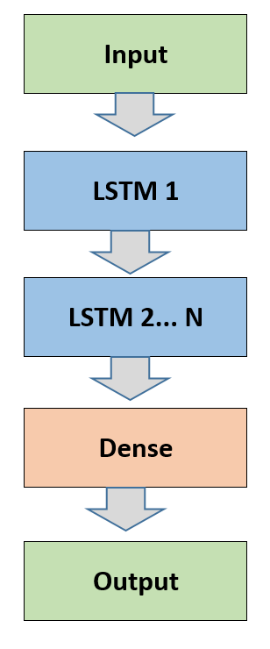 Input
LSTM 1
LSTM 2... N
Dense
Output